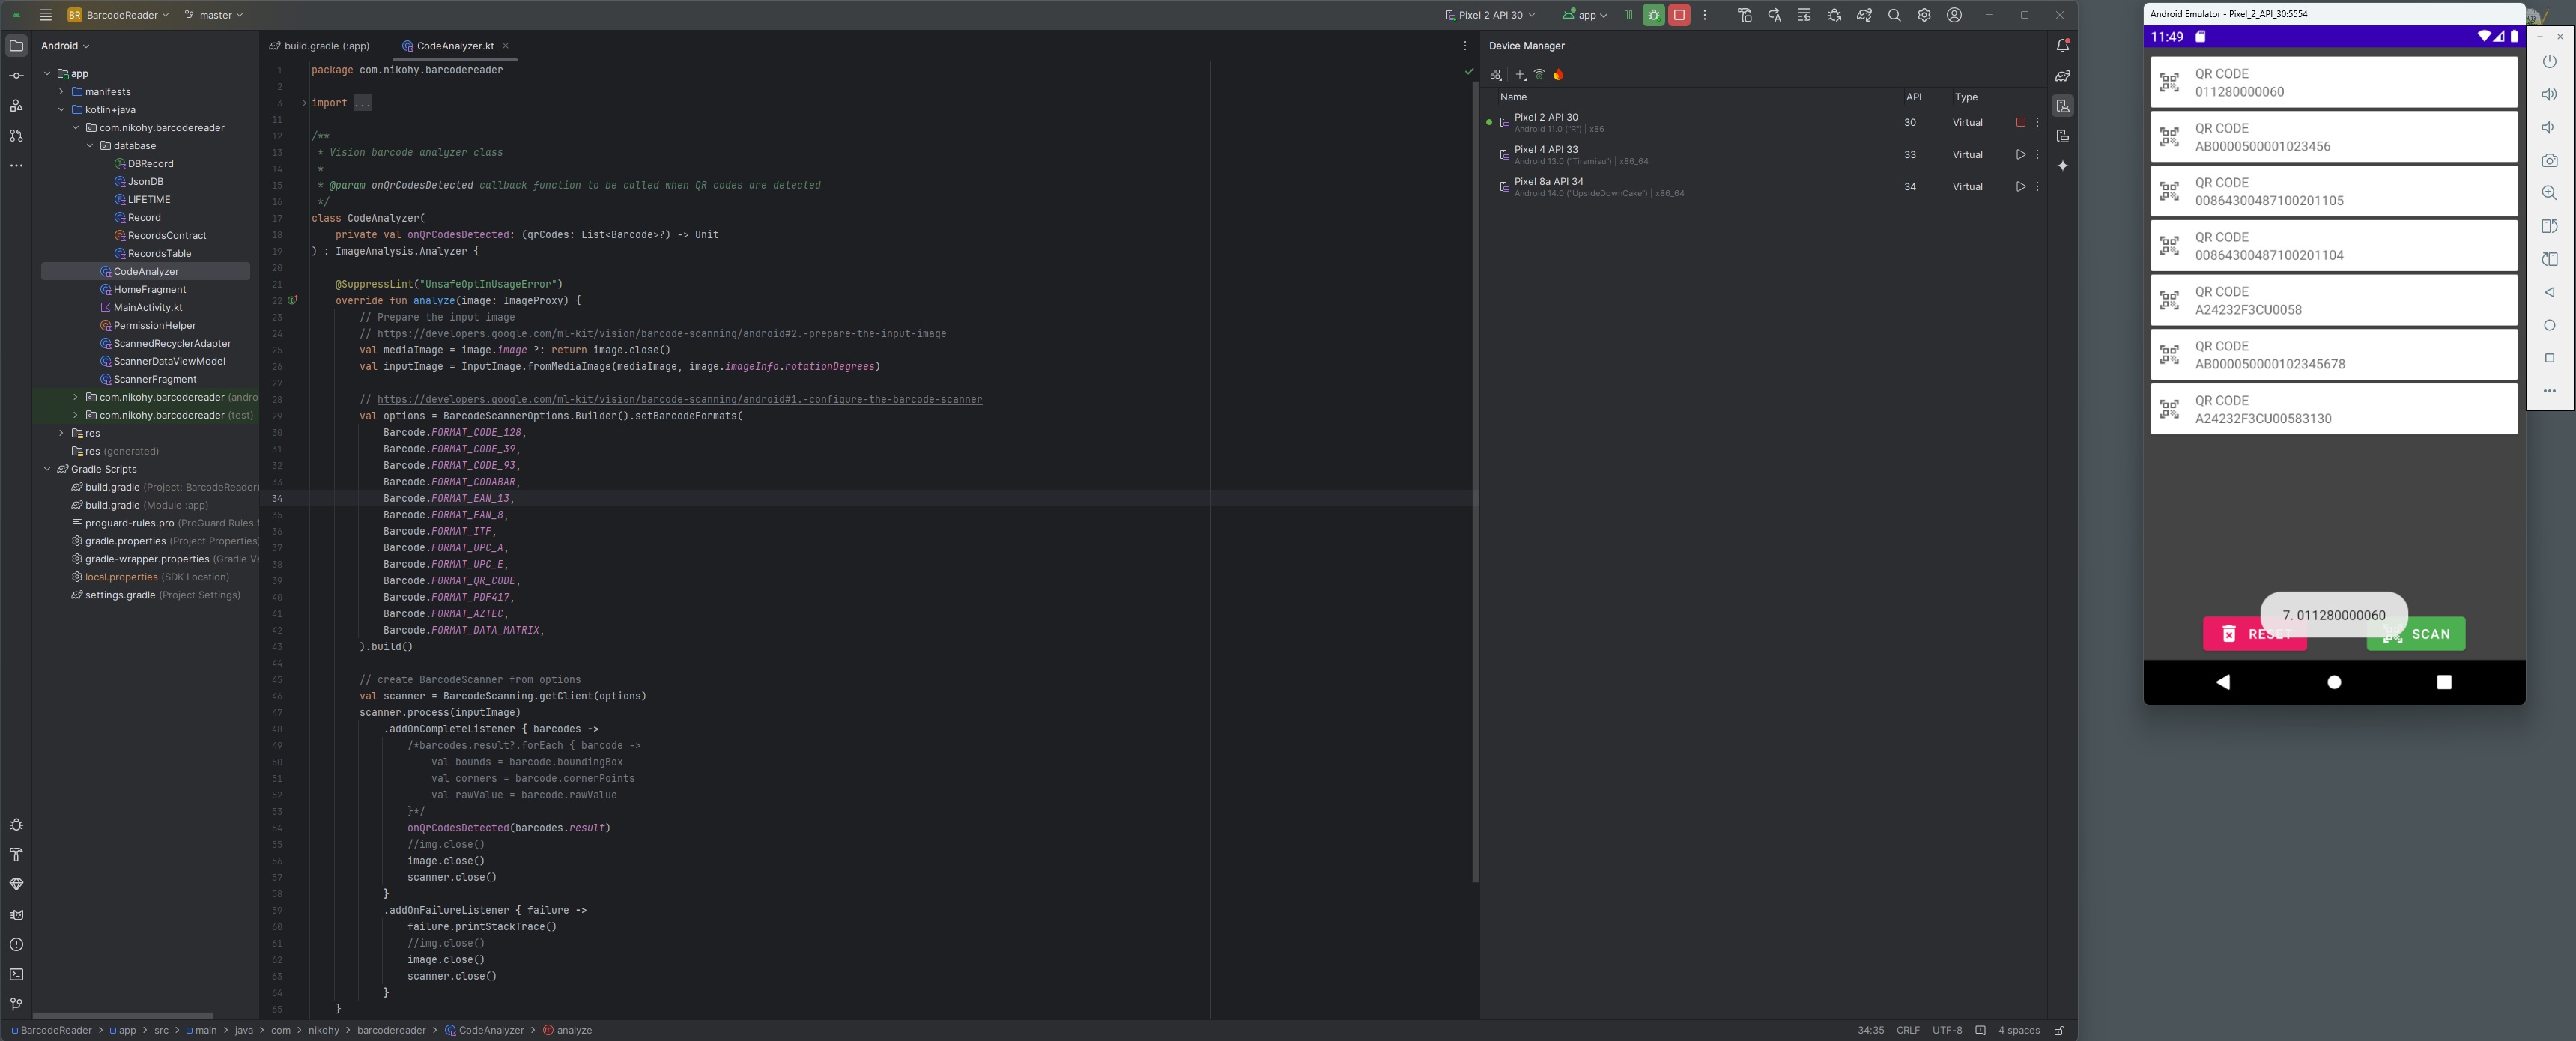 BR BarcodeReader
master
Pixel 2 API 30
app
Android
app
manifests
kotlin+java
com.nikohy.barcodereader
database
DBRecord
JsonDB
LIFETIME
Record
RecordsContract
RecordsTable
CodeAnalyzer
HomeFragment
MainActivity.kt
PermissionHelper
ScannedRecyclerAdapter
ScannerDataViewModel
ScannerFragment
com.nikohy.barcodereader (andro
com.nikohy.barcodereader (test)
res
res (generated)
Gradle Scripts
build.gradle (Project: BarcodeReader)
build.gradle (Module :app)
proguard-rules.pro (ProGuard Rules f
gradle.properties (Project Properties)
gradle-wrapper.properties (Gradle Ve
local.properties (SDK Location)
settings.gradle (Project Settings)
build.gradle (:app)
CodeAnalyzer.kt
1 package com.nikohy.barcodereader
2
3 import ...
11
12 /**
13 * Vision barcode analyzer class
14 *
15 * @param onQrCodesDetected callback function to be called when QR codes are detected
16 */
17 class CodeAnalyzer(
18 private val onQrCodesDetected: (qrCodes: List<Barcode>?) -> Unit
19 ) : ImageAnalysis.Analyzer {
20
21 @SuppressLint("UnsafeOptInUsageError")
22 override fun analyze(image: ImageProxy) {
23 // Prepare the input image
24 // https://developers.google.com/ml-kit/vision/barcode-scanning/android#2.-prepare-the-input-image
25 val mediaImage = image.image ?: return image.close()
26 val inputImage = InputImage.fromMediaImage(mediaImage, image.imageInfo.rotationDegrees)
27
28 // https://developers.google.com/ml-kit/vision/barcode-scanning/android#1.-configure-the-barcode-scanner
29 val options = BarcodeScannerOptions.Builder().setBarcodeFormats(
30 Barcode.FORMAT_CODE_128,
31 Barcode.FORMAT_CODE_39,
32 Barcode.FORMAT_CODE_93,
33 Barcode.FORMAT_CODABAR,
34 Barcode.FORMAT_EAN_13,
35 Barcode.FORMAT_EAN_8,
36 Barcode.FORMAT_ITF,
37 Barcode.FORMAT_UPC_A,
38 Barcode.FORMAT_UPC_E,
39 Barcode.FORMAT_QR_CODE,
40 Barcode.FORMAT_PDF417,
41 Barcode.FORMAT_AZTEC,
42 Barcode.FORMAT_DATA_MATRIX,
43 ).build()
44
45 // create BarcodeScanner from options
46 val scanner = BarcodeScanning.getClient(options)
47 scanner.process(inputImage)
48 .addOnCompleteListener { barcodes ->
49 /*barcodes.result?.forEach { barcode ->
50 val bounds = barcode.boundingBox
51 val corners = barcode.cornerPoints
52 val rawValue = barcode.rawValue
53 }*/
54 onQrCodesDetected(barcodes.result)
55 //img.close()
56 image.close()
57 scanner.close()
58 }
59 .addOnFailureListener { failure ->
60 failure.printStackTrace()
61 //img.close()
62 image.close()
63 scanner.close()
64 }
65 }
Device Manager
Name API Type
Pixel 2 API 30
Android 11.0 ("R") | x86
30 Virtual
Pixel 4 API 33
Android 13.0 ("Tiramisu") | x86_64
33 Virtual
Pixel 8a API 34
Android 14.0 ("UpsideDownCake") | x86_64
34 Virtual
BarcodeReader > app > src > main > java > com > nikohy > barcodereader > CodeAnalyzer > analyze
34:35 CRLF UTF-8 4 spaces
Android Emulator - Pixel_2_API_30:5554
11:49
QR CODE
011280000060
QR CODE
AB0000500001023456
QR CODE
00864300487100201105
QR CODE
00864300487100201104
QR CODE
A24232F3CU0058
QR CODE
AB000050000102345678
QR CODE
A24232F3CU00583130
7. 011280000060
RESET
SCAN